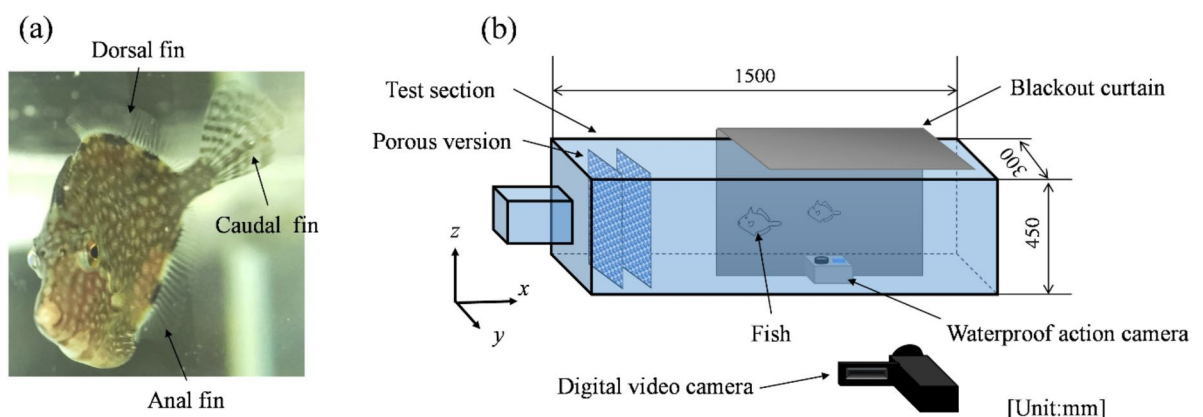 (a)
Dorsal fin
Caudal fin
Anal fin
(b)
1500
Test section
Blackout curtain
Porous version
300
450
z
x
y
Fish
Waterproof action camera
Digital video camera
[Unit:mm]